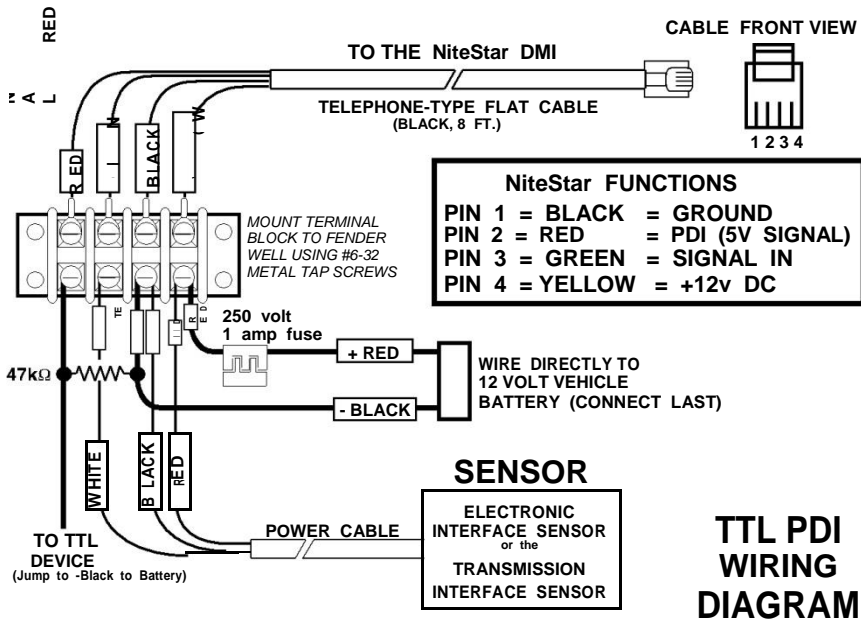 RED
N
A
L
TO THE NiteStar DMI
CABLE FRONT VIEW
TELEPHONE-TYPE FLAT CABLE
(BLACK, 8 FT.)
1 2 3 4
R ED
I N
BLACK
W
MOUNT TERMINAL
BLOCK TO FENDER
WELL USING #6-32
METAL TAP SCREWS
NiteStar FUNCTIONS
PIN 1 = BLACK = GROUND
PIN 2 = RED = PDI (5V SIGNAL)
PIN 3 = GREEN = SIGNAL IN
PIN 4 = YELLOW = +12v DC
TE
R E D
250 volt
1 amp fuse
+ RED
WIRE DIRECTLY TO
12 VOLT VEHICLE
BATTERY (CONNECT LAST)
47kΩ
- BLACK
WHITE
B LACK
RED
SENSOR
ELECTRONIC
INTERFACE SENSOR
or the
TRANSMISSION
INTERFACE SENSOR
POWER CABLE
TO TTL
DEVICE
(Jump to -Black to Battery)
TTL PDI
WIRING
DIAGRAM